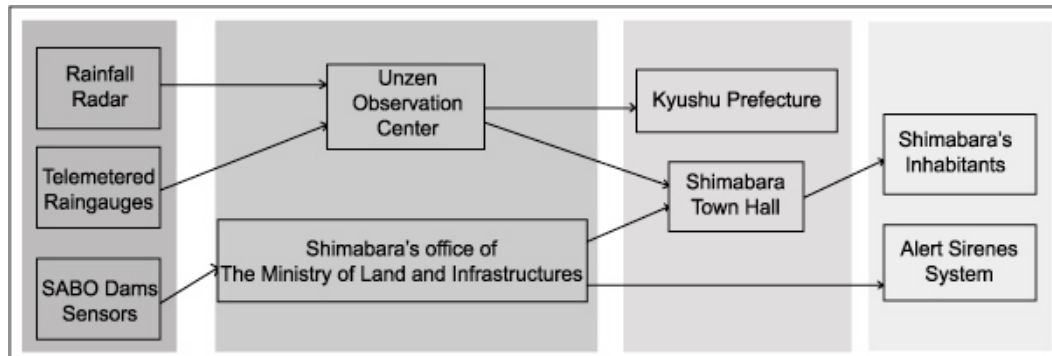 Rainfall
Radar
Telemetered
Raingauges
SABO Dams
Sensors
Unzen
Observation
Center
Shimabara's office of
The Ministry of Land and Infrastructures
Kyushu Prefecture
Shimabara
Town Hall
Shimabara's
Inhabitants
Alert Sirenes
System